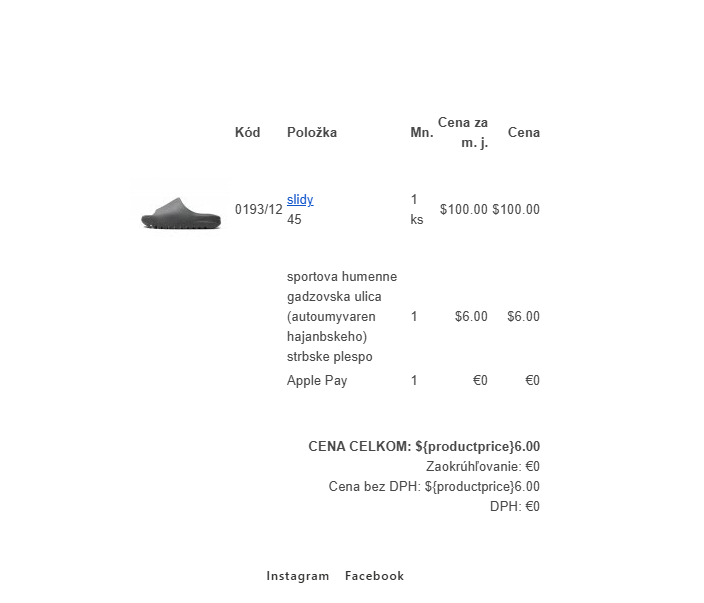 Kód Položka Mn. Cena za m. j. Cena
0193/12 slidy 45 1 ks $100.00 $100.00
sportova humenne
gadzovska ulica
(autoumyvaren 1 $6.00 $6.00
hajanbskeho)
strbske plespo
Apple Pay 1 €0 €0
CENA CELKOM: ${productprice}6.00
Zaokrúhľovanie: €0
Cena bez DPH: ${productprice}6.00
DPH: €0
Instagram Facebook